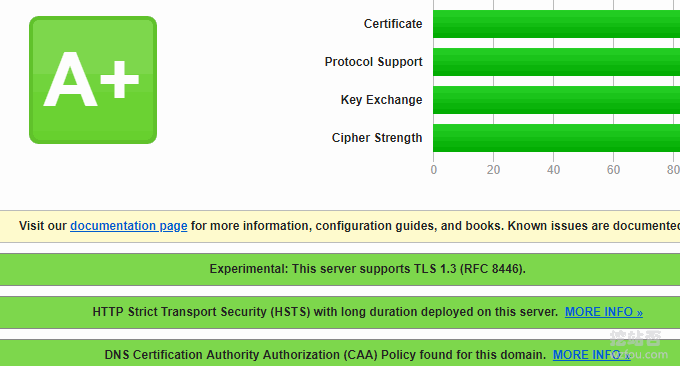 A+
Certificate
Protocol Support
Key Exchange
Cipher Strength
0 20 40 60 80
Visit our documentation page for more information, configuration guides, and books. Known issues are documented
Experimental: This server supports TLS 1.3 (RFC 8446).
HTTP Strict Transport Security (HSTS) with long duration deployed on this server. MORE INFO »
DNS Certification Authority Authorization (CAA) Policy found for this domain. MORE INFO »
挖站否